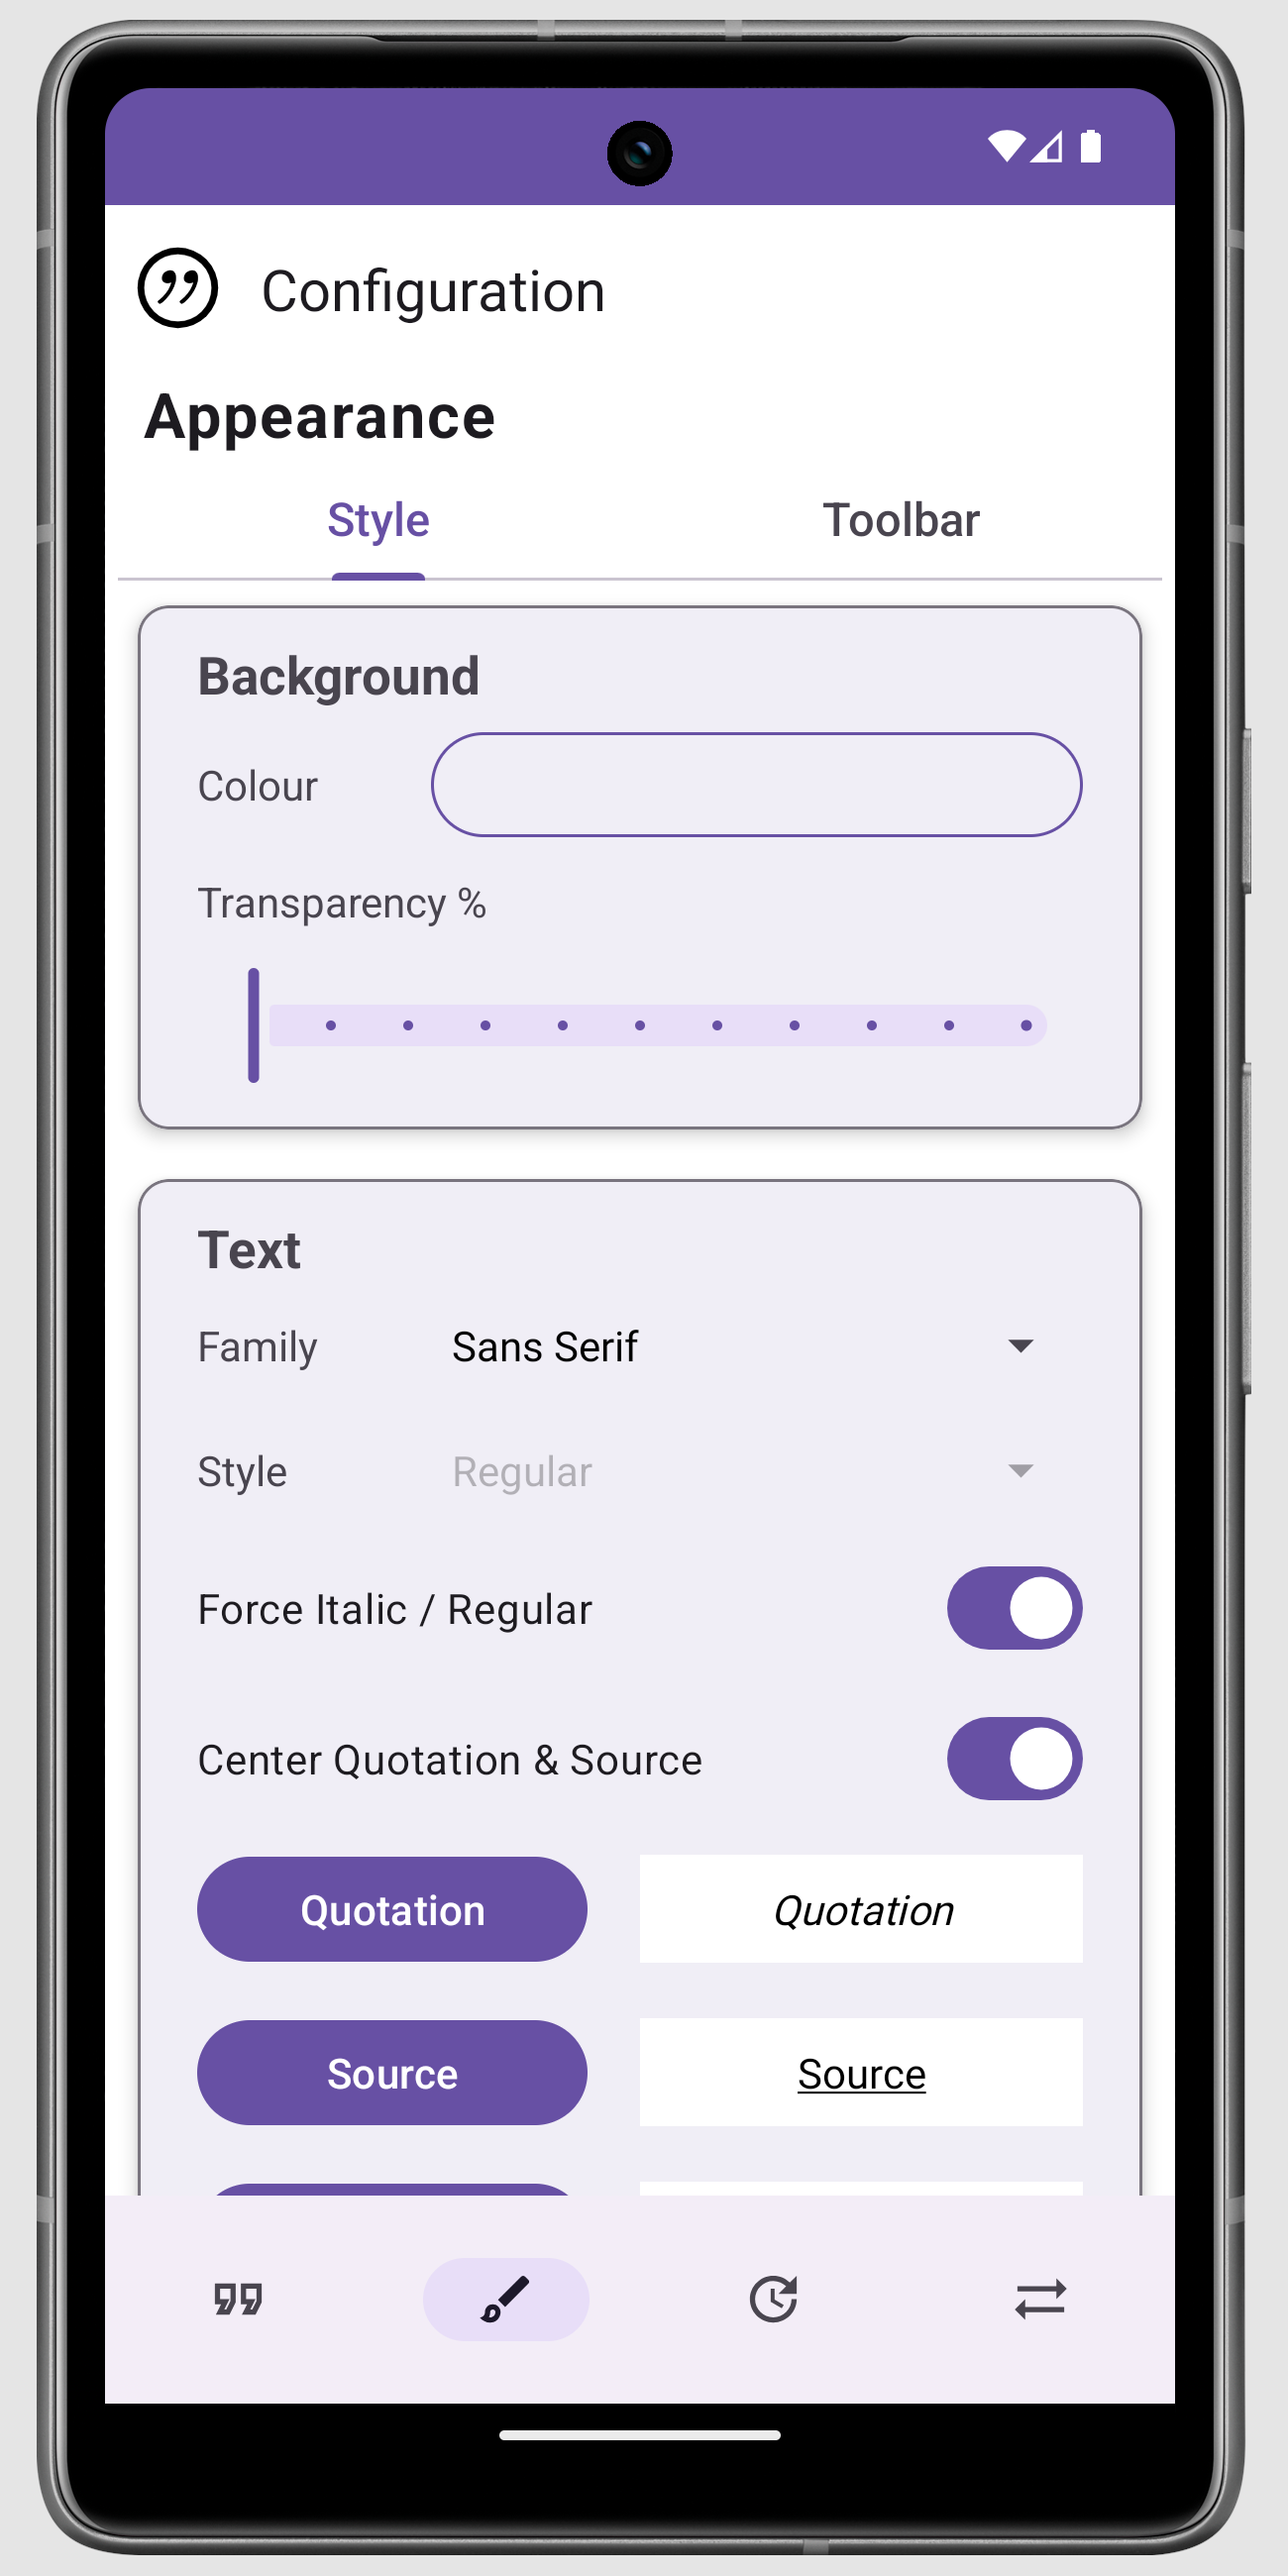 Configuration
Appearance
Style Toolbar
Background
Colour
Transparency %
Text
Family Sans Serif
Style Regular
Force Italic / Regular
Center Quotation & Source
Quotation Quotation
Source Source